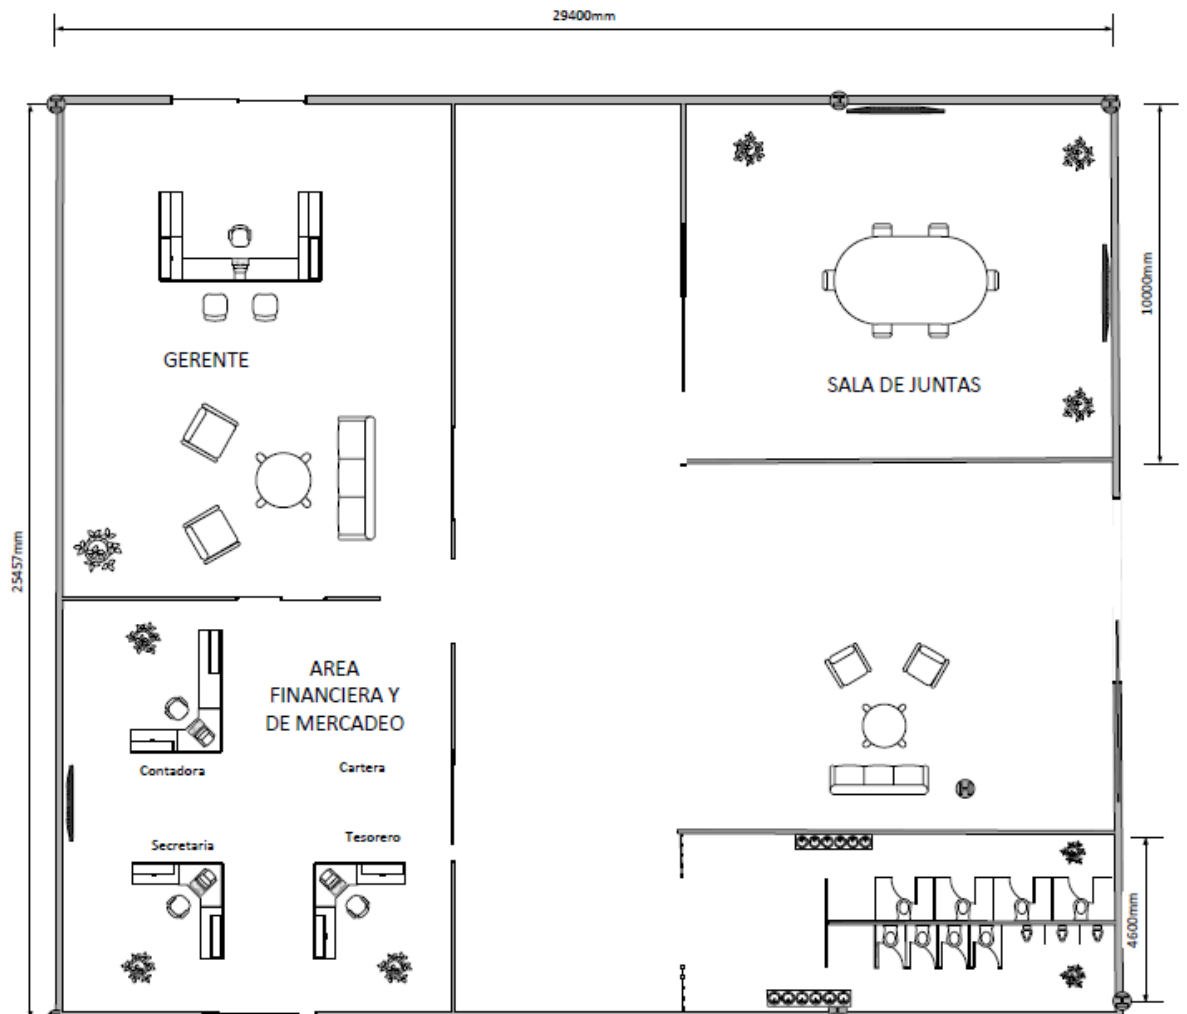 29400mm
10000mm
GERENTE
SALA DE JUNTAS
25457mm
AREA
FINANCIERA Y
DE MERCADEO
Contadora
Cartera
Secretaria
Tesorero
4600mm